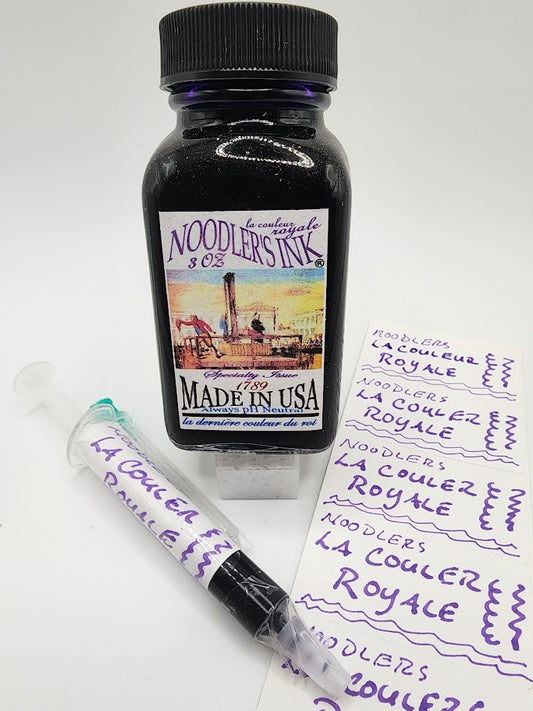 la couleur
royale
NOODLER'S INK®
3 OZ
Specialty Issue
1789
MADE IN USA
Always pH Neutral
la dernière couleur du roi
LA COULER
ROYALE
NOODLERS
LA COULEUR
ROYALE
NOODLERS
LA COULER
ROYALE
NOODLERS
LA COULER
ROYALE
NOODLERS
LA COULER
ROYALE
NOODLERS
COULER